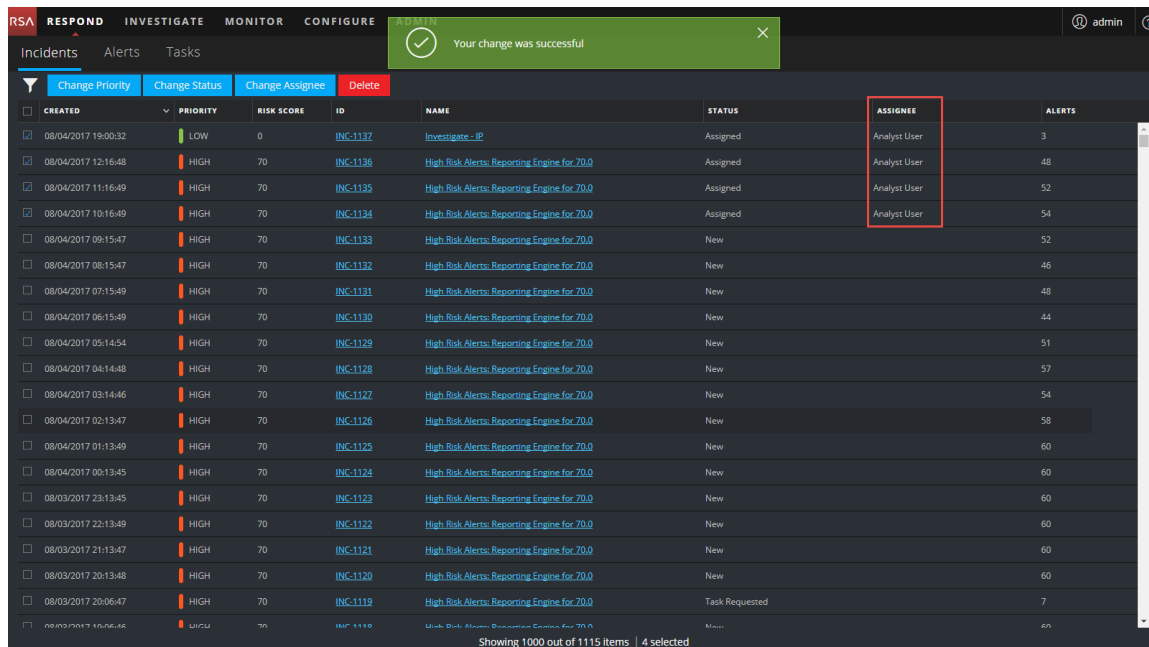 RSA RESPOND INVESTIGATE MONITOR CONFIGURE ADMIN admin
Your change was successful
Incidents Alerts Tasks
Change Priority Change Status Change Assignee Delete
CREATED PRIORITY RISK SCORE ID NAME STATUS ASSIGNEE ALERTS
08/04/2017 19:00:32 LOW 0 INC-1137 Investigate - IP Assigned Analyst User 3
08/04/2017 12:16:48 HIGH 70 INC-1136 High Risk Alerts: Reporting Engine for 70.0 Assigned Analyst User 48
08/04/2017 11:16:49 HIGH 70 INC-1135 High Risk Alerts: Reporting Engine for 70.0 Assigned Analyst User 52
08/04/2017 10:16:49 HIGH 70 INC-1134 High Risk Alerts: Reporting Engine for 70.0 Assigned Analyst User 54
08/04/2017 09:15:47 HIGH 70 INC-1133 High Risk Alerts: Reporting Engine for 70.0 New 52
08/04/2017 08:15:47 HIGH 70 INC-1132 High Risk Alerts: Reporting Engine for 70.0 New 46
08/04/2017 07:15:49 HIGH 70 INC-1131 High Risk Alerts: Reporting Engine for 70.0 New 48
08/04/2017 06:15:49 HIGH 70 INC-1130 High Risk Alerts: Reporting Engine for 70.0 New 44
08/04/2017 05:14:54 HIGH 70 INC-1129 High Risk Alerts: Reporting Engine for 70.0 New 51
08/04/2017 04:14:48 HIGH 70 INC-1128 High Risk Alerts: Reporting Engine for 70.0 New 57
08/04/2017 03:14:46 HIGH 70 INC-1127 High Risk Alerts: Reporting Engine for 70.0 New 54
08/04/2017 02:13:47 HIGH 70 INC-1126 High Risk Alerts: Reporting Engine for 70.0 New 58
08/04/2017 01:13:49 HIGH 70 INC-1125 High Risk Alerts: Reporting Engine for 70.0 New 60
08/04/2017 00:13:45 HIGH 70 INC-1124 High Risk Alerts: Reporting Engine for 70.0 New 60
08/03/2017 23:13:45 HIGH 70 INC-1123 High Risk Alerts: Reporting Engine for 70.0 New 60
08/03/2017 22:13:49 HIGH 70 INC-1122 High Risk Alerts: Reporting Engine for 70.0 New 60
08/03/2017 21:13:47 HIGH 70 INC-1121 High Risk Alerts: Reporting Engine for 70.0 New 60
08/03/2017 20:13:48 HIGH 70 INC-1120 High Risk Alerts: Reporting Engine for 70.0 New 60
08/03/2017 20:06:47 HIGH 70 INC-1119 High Risk Alerts: Reporting Engine for 70.0 Task Requested 7
08/03/2017 19:06:46 HIGH 70 INC-1118 High Risk Alerts: Reporting Engine for 70.0 New 60
Showing 1000 out of 1115 items | 4 selected